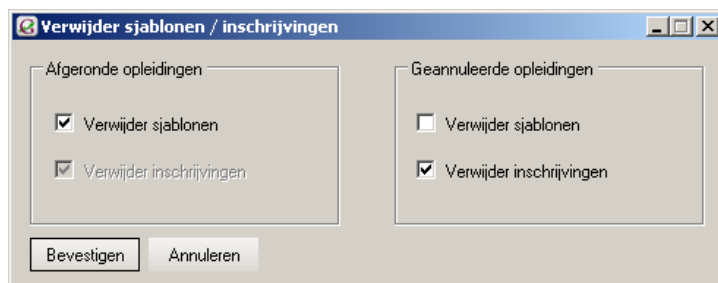 Verwijder sjablonen / inschrijvingen
Afgeronde opleidingen
Verwijder sjablonen
Verwijder inschrijvingen
Geannuleerde opleidingen
Verwijder sjablonen
Verwijder inschrijvingen
Bevestigen
Annuleren